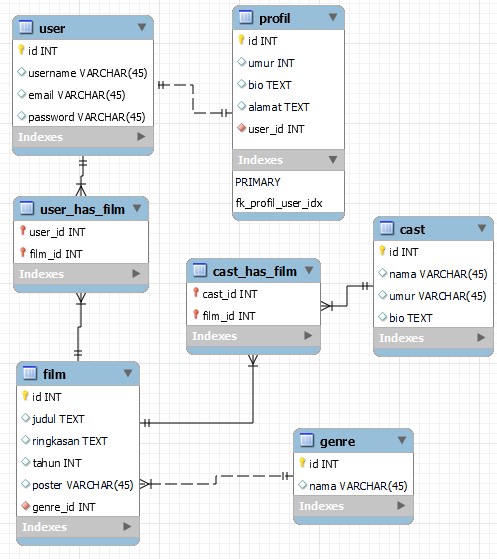 user
id INT
username VARCHAR(45)
email VARCHAR(45)
password VARCHAR(45)
Indexes
profil
id INT
umur INT
bio TEXT
alamat TEXT
user_id INT
Indexes
PRIMARY
fk_profil_user_idx
user_has_film
user_id INT
film_id INT
Indexes
cast_has_film
cast_id INT
film_id INT
Indexes
cast
id INT
nama VARCHAR(45)
umur VARCHAR(45)
bio TEXT
Indexes
film
id INT
judul TEXT
ringkasan TEXT
tahun INT
poster VARCHAR(45)
genre_id INT
Indexes
genre
id INT
nama VARCHAR(45)
Indexes